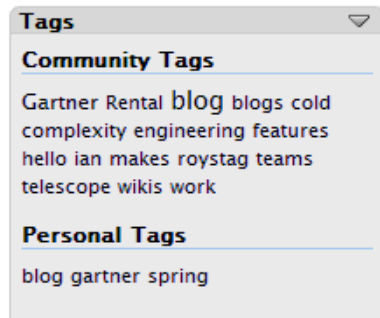 Tags
Community Tags
Gartner Rental blog blogs cold
complexity engineering features
hello ian makes roystag teams
telescope wikis work
Personal Tags
blog gartner spring